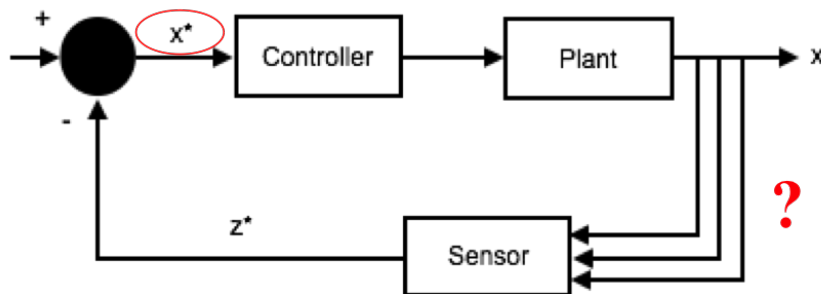 +
x*
Controller
Plant
x
-
?
z*
Sensor